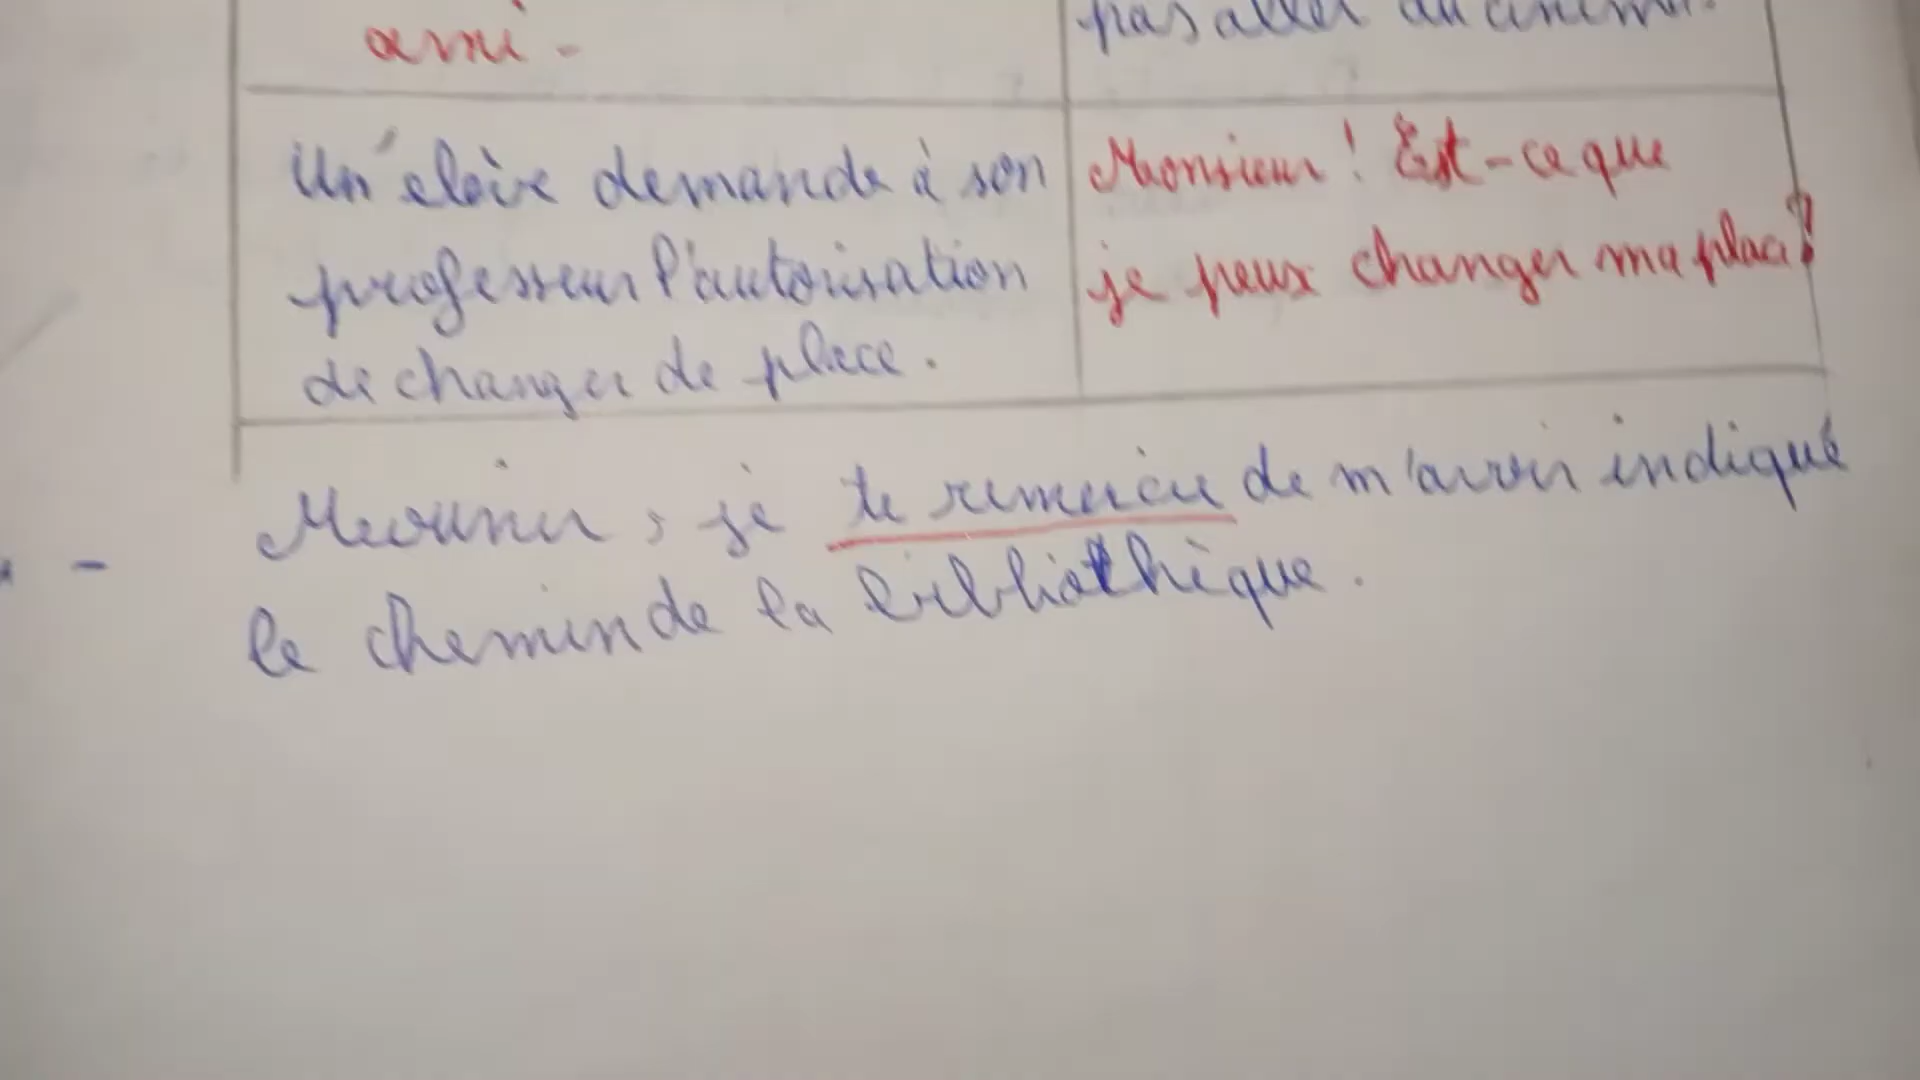 ami -
pas aller au cinéma.
Un élève demande à son
professeur l'autorisation
de changer de place.
Monsieur ! Est-ce que
je peux changer ma place ?
je te remercie de m'avoir indiqué
le chemin de la bibliothèque.